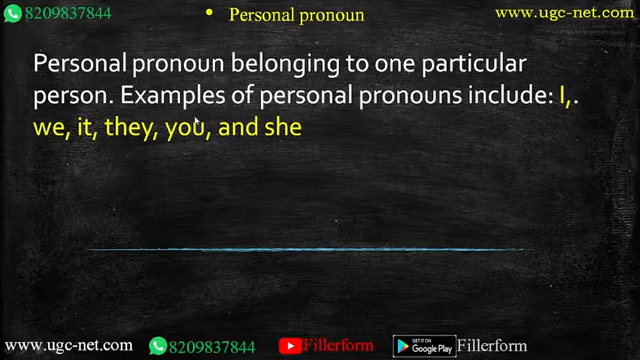 8209837844
• Personal pronoun
www.ugc-net.com
Personal pronoun belonging to one particular
person. Examples of personal pronouns include: I,.
we, it, they, you, and she
www.ugc-net.com
8209837844
Fillerform
GET IT ON
Google Play
Fillerform